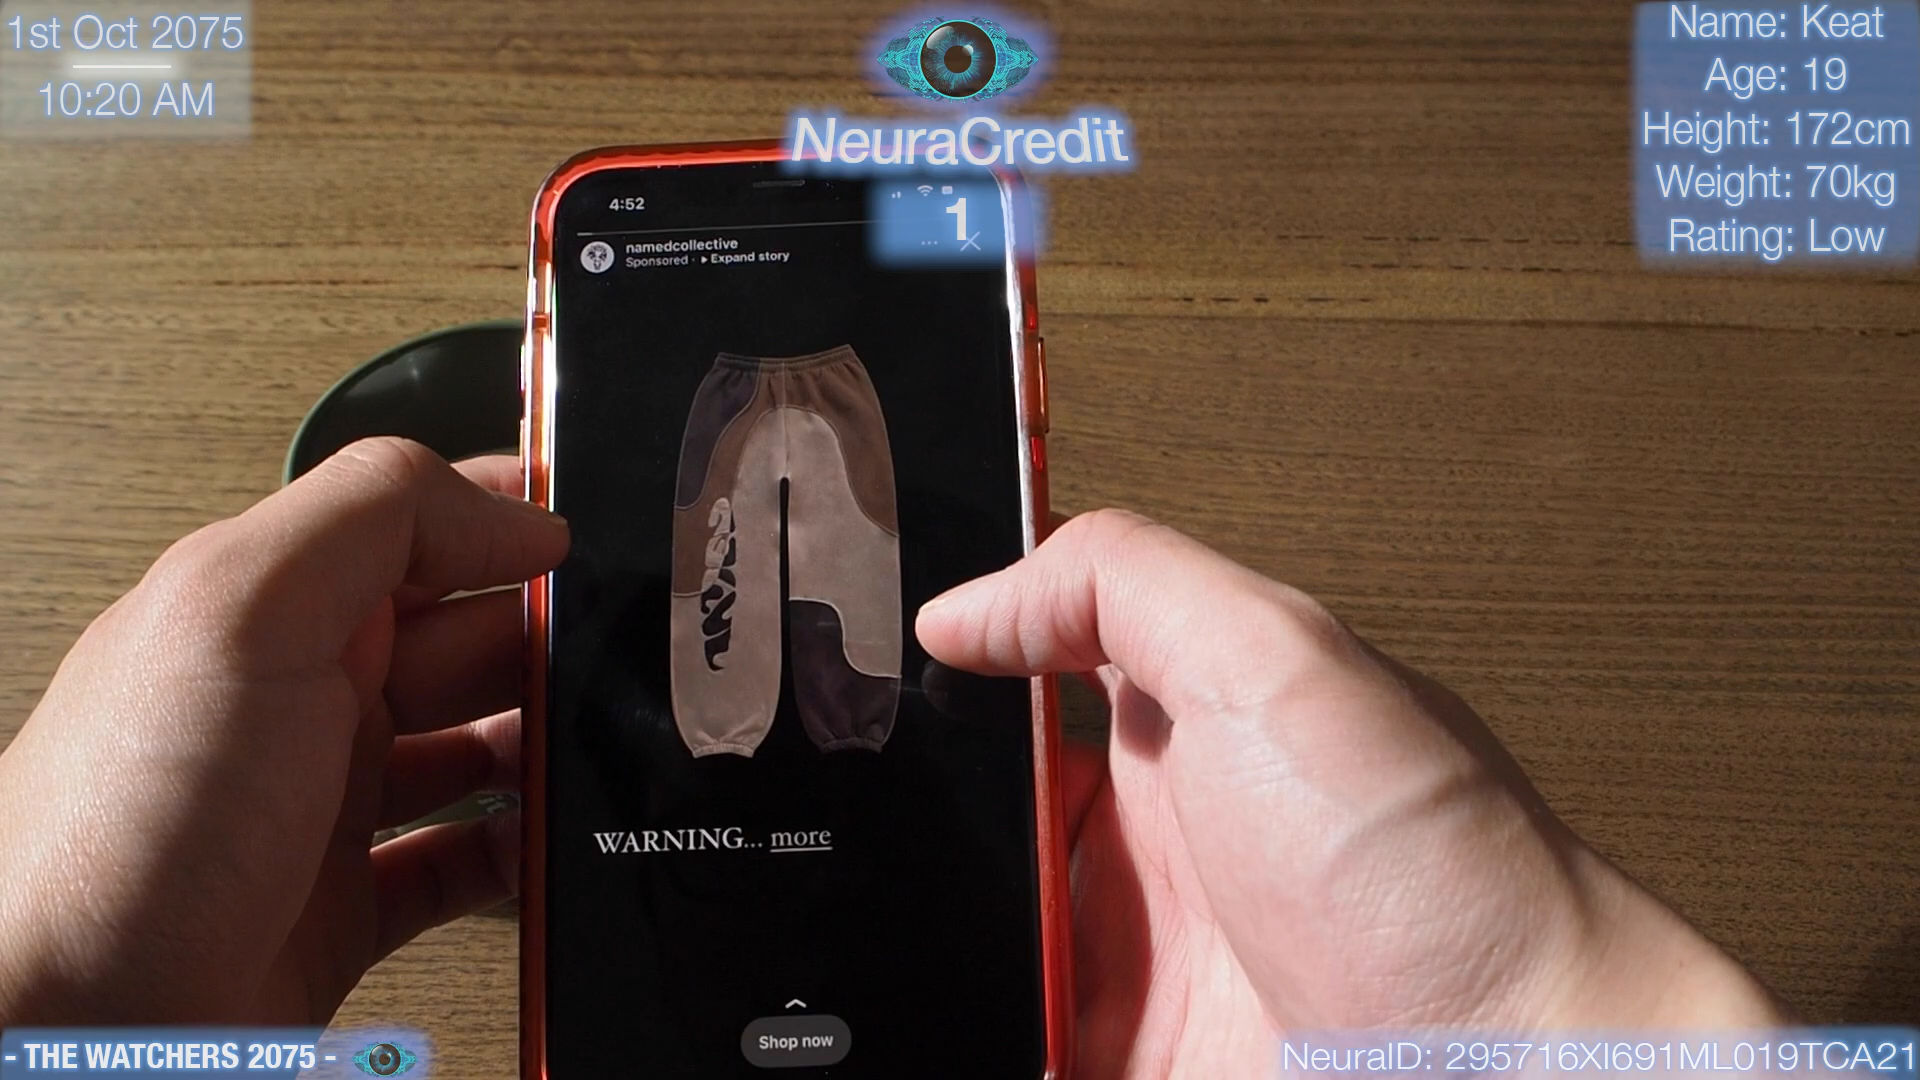 1st Oct 2075
10:20 AM
NeuraCredit
1
Name: Keat
Age: 19
Height: 172cm
Weight: 70kg
Rating: Low
4:52
namedcollective
Sponsored · Expand story
WARNING... more
Shop now
- THE WATCHERS 2075 -
NeuraID: 295716XI691ML019TCA21